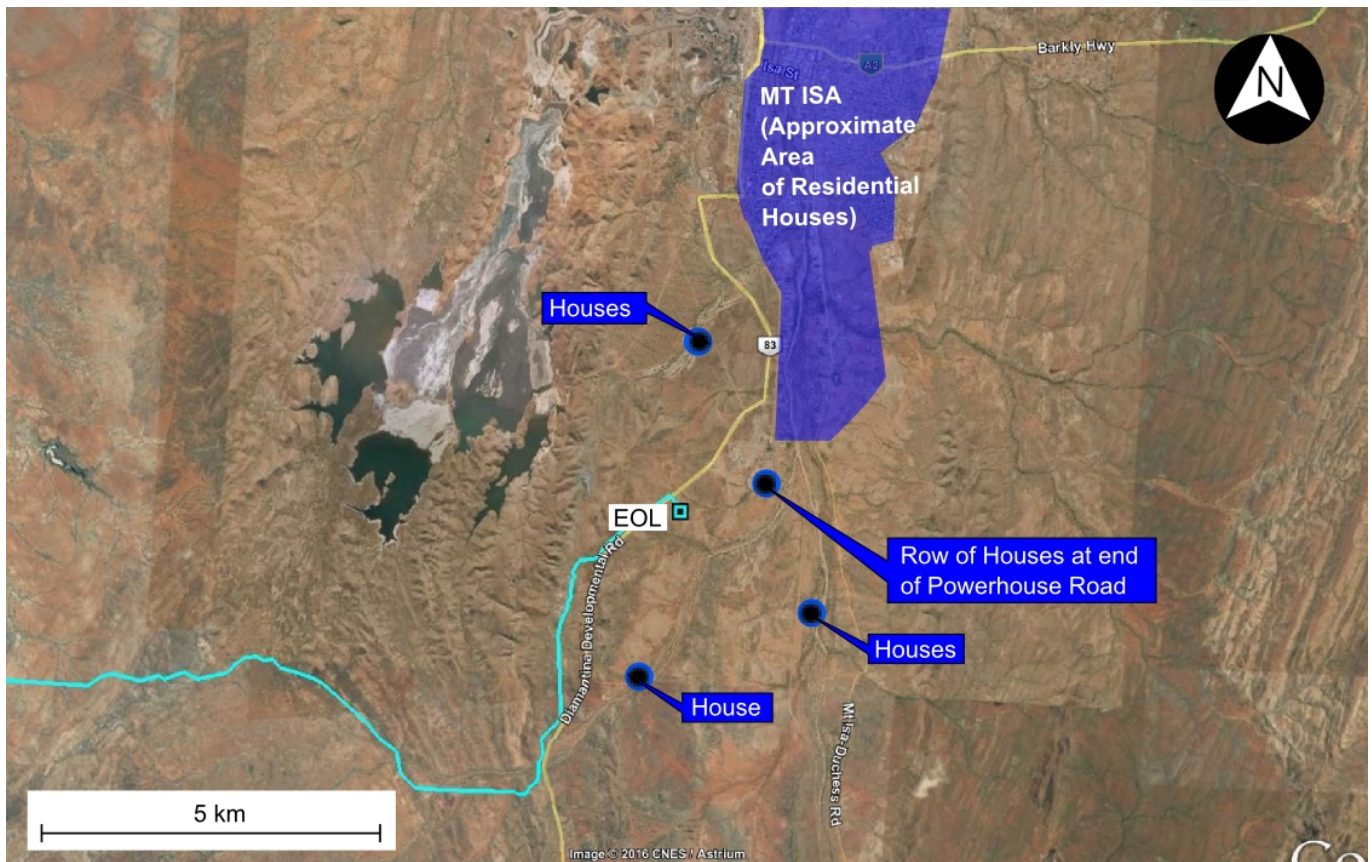 Barkly Hwy
N
Isa St
A2
MT ISA
(Approximate
Area
of Residential
Houses)
Houses
83
EOL
Row of Houses at end
of Powerhouse Road
Diamantina Developmental Rd
Houses
House
Mt Isa-Duchess Rd
5 km
Image © 2016 CNES / Astrium